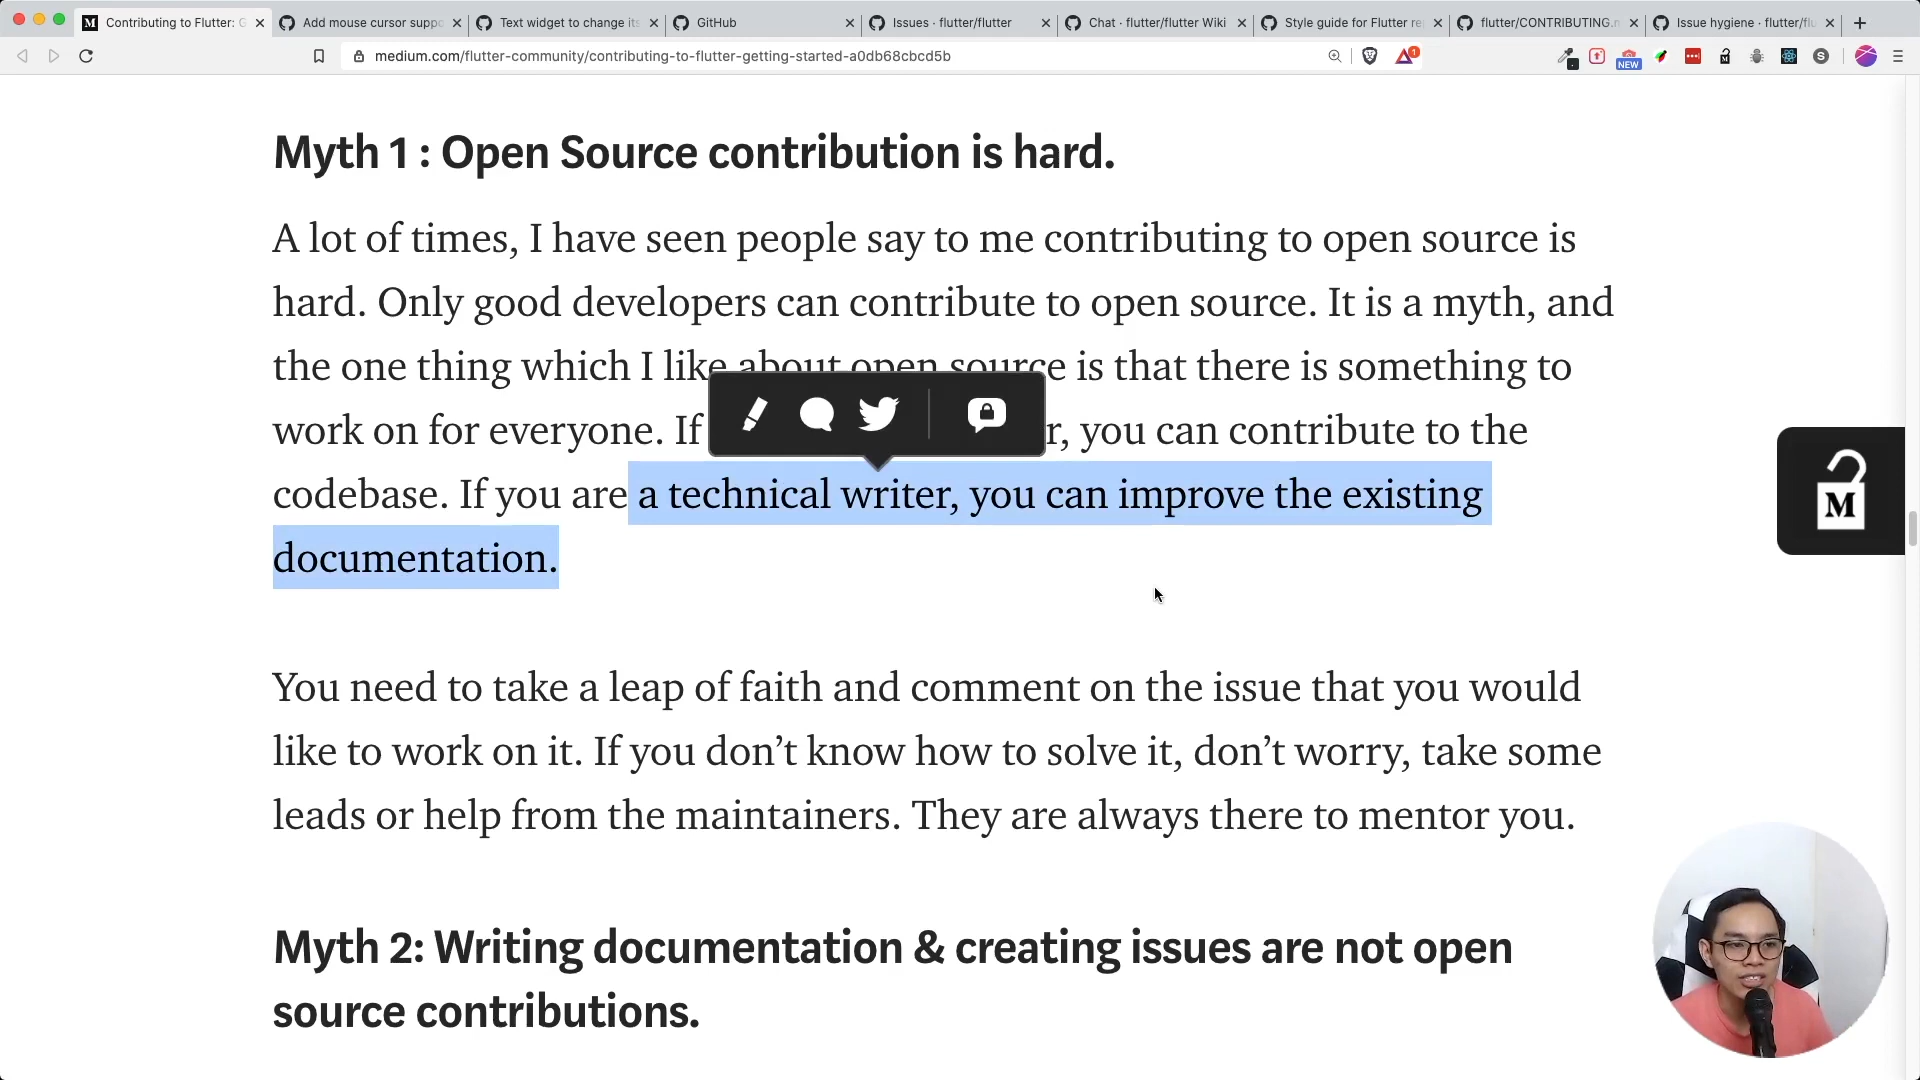 Contributing to Flutter: G
Add mouse cursor suppo
Text widget to change its
GitHub
Issues · flutter/flutter
Chat · flutter/flutter Wiki
Style guide for Flutter re
flutter/CONTRIBUTING.m
Issue hygiene · flutter/flu
medium.com/flutter-community/contributing-to-flutter-getting-started-a0db68cbcd5b
1
NEW
S
Myth 1 : Open Source contribution is hard.
A lot of times, I have seen people say to me contributing to open source is
hard. Only good developers can contribute to open source. It is a myth, and
the one thing which I like about open source is that there is something to
work on for everyone. If r, you can contribute to the
codebase. If you are a technical writer, you can improve the existing
documentation.
M
You need to take a leap of faith and comment on the issue that you would
like to work on it. If you don’t know how to solve it, don’t worry, take some
leads or help from the maintainers. They are always there to mentor you.
Myth 2: Writing documentation & creating issues are not open
source contributions.